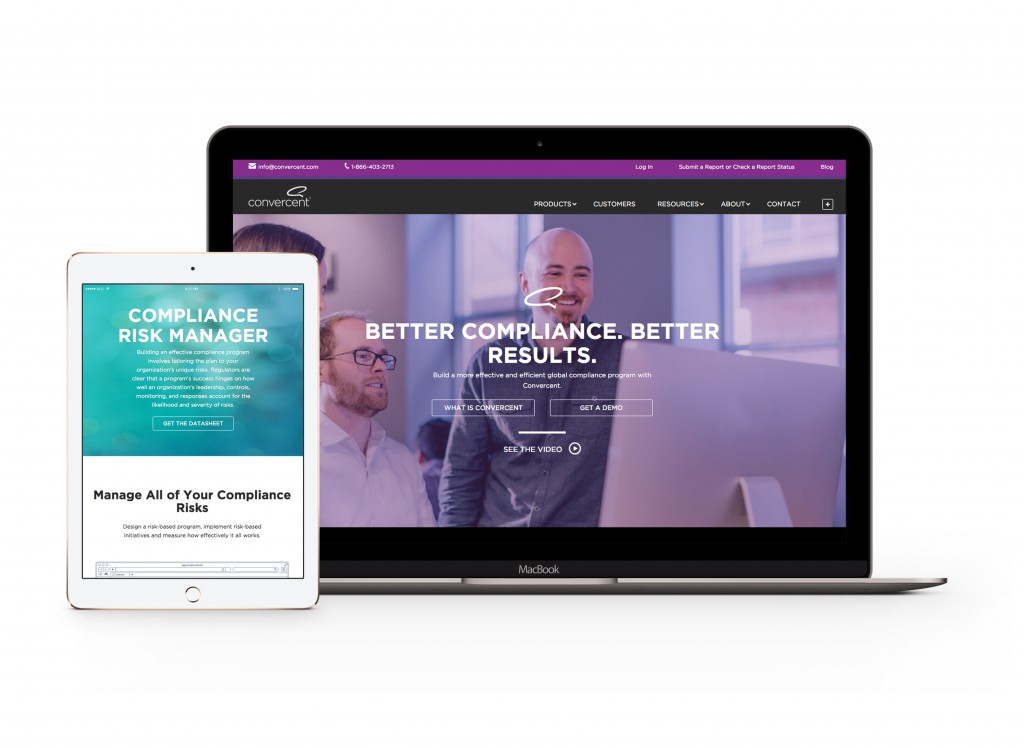 info@convercent.com
1-866-403-2713
Log In
Submit a Report or Check a Report Status
Blog
convercent
PRODUCTS
CUSTOMERS
RESOURCES
ABOUT
CONTACT
BETTER COMPLIANCE. BETTER
RESULTS.
Build a more effective and efficient global compliance program with
Convercent.
WHAT IS CONVERCENT
GET A DEMO
SEE THE VIDEO
MacBook
COMPLIANCE
RISK MANAGER
Building an effective compliance program
involves tailoring the plan to your
organization's unique risks. Regulators are
clear that a program's success hinges on how
well an organization's leadership, controls,
monitoring, and responses account for the
likelihood and severity of risks.
GET THE DATASHEET
Manage All of Your Compliance
Risks
Design a risk-based program, implement risk-based
initiatives and measure how effectively it all works.